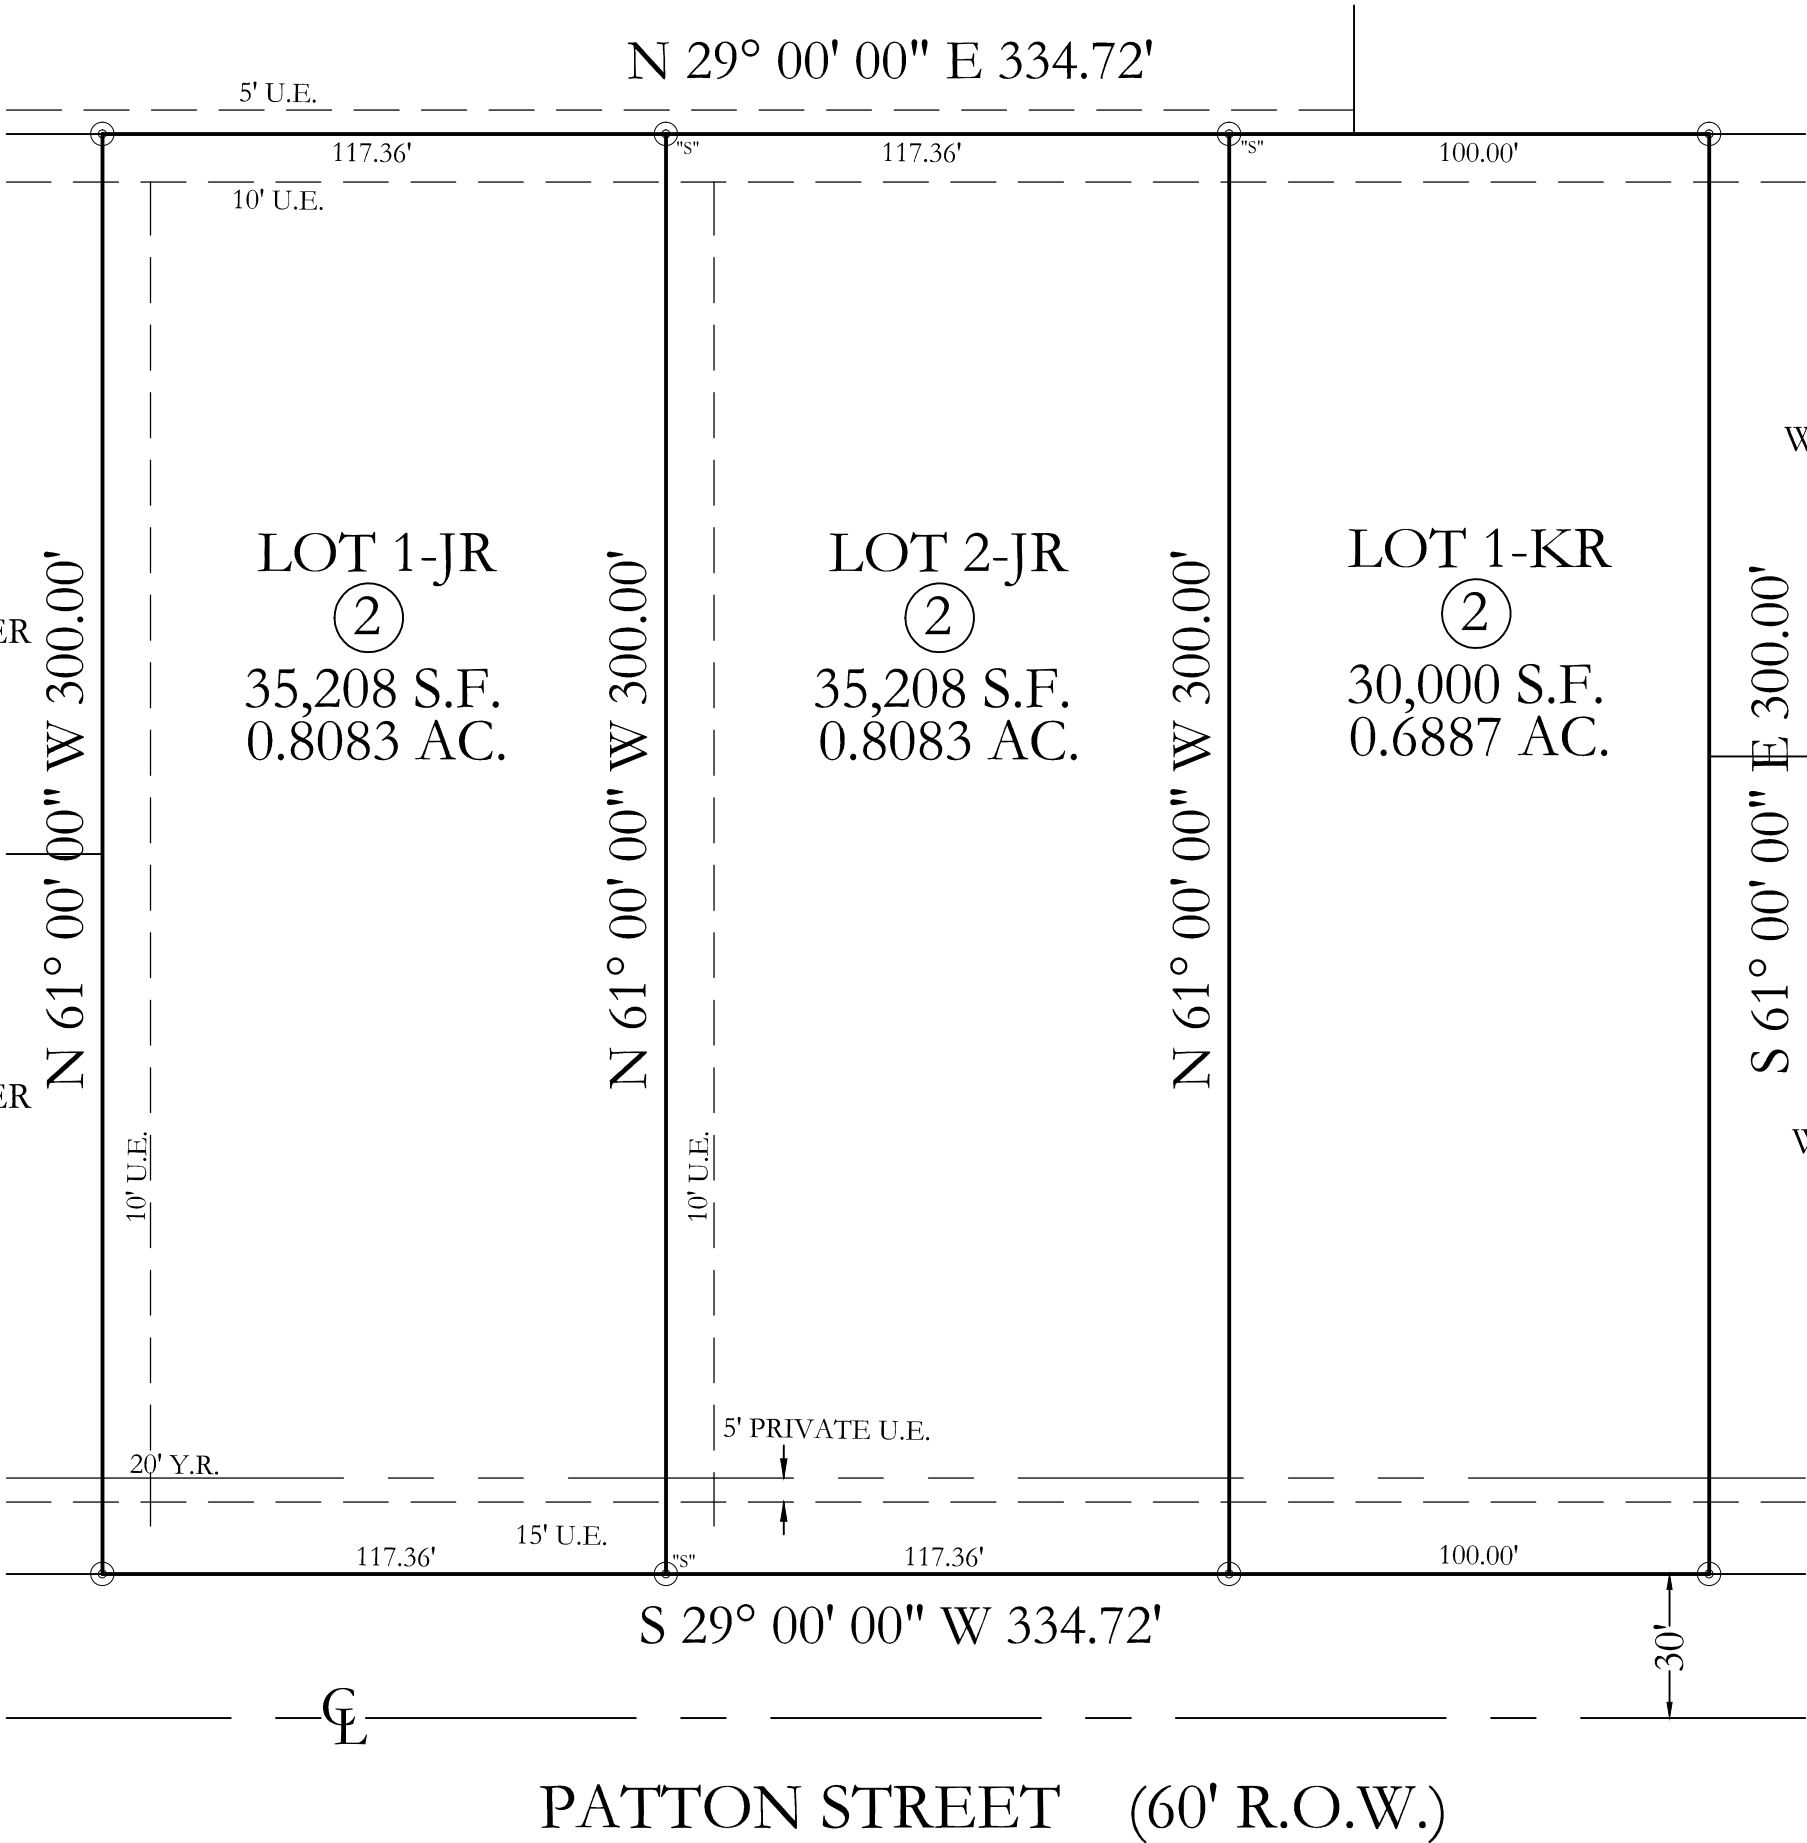 N 29° 00' 00" E 334.72'
5' U.E.
117.36'
"S"
117.36'
"S"
100.00'
10' U.E.
W
N 61° 00' 00" W 300.00'
LOT 1-JR
2
35,208 S.F.
0.8083 AC.
N 61° 00' 00" W 300.00'
LOT 2-JR
2
35,208 S.F.
0.8083 AC.
N 61° 00' 00" W 300.00'
LOT 1-KR
2
30,000 S.F.
0.6887 AC.
S 61° 00' 00" E 300.00'
ER
ER
W
10' U.E.
10' U.E.
5' PRIVATE U.E.
20' Y.R.
15' U.E.
117.36'
"S"
117.36'
100.00'
S 29° 00' 00" W 334.72'
30'
CL
PATTON STREET (60' R.O.W.)